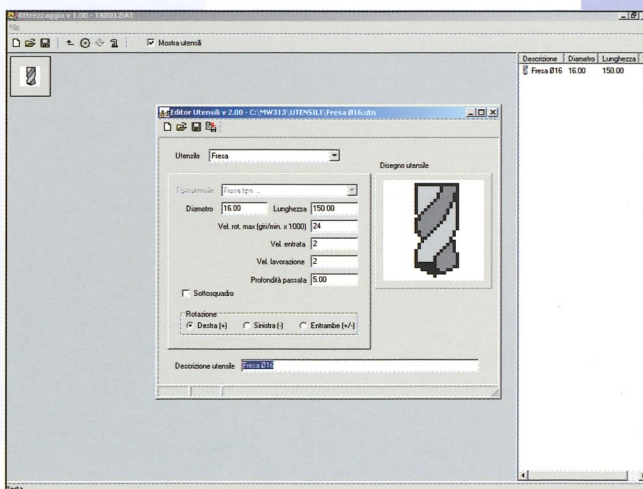 Attrezzaggio v 1.00 - TABU1.DAT
File
Mostra utensili
Descrizione Diametro Lunghezza
Fresa Ø16 16.00 150.00
Editor Utensili v 2.00 - C:\MW313\UTENSILI\Fresa Ø16.utn
Utensile Fresa
Disegno utensile
Tipo utensile Fresa tipo ...
Diametro 16.00 Lunghezza 150.00
Vel. rot. max (giri/min. x 1000) 24
Vel. entrata 2
Vel. lavorazione 2
Profondità passata 5.00
Sottosquadro
Rotazione
Destra (+) Sinistra (-) Entrambe (+/-)
Descrizione utensile Fresa Ø16